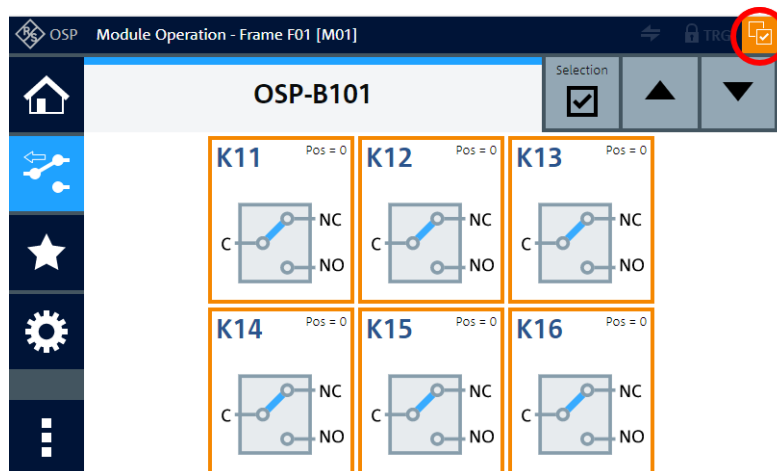 R&S OSP Module Operation - Frame F01 [M01] TRG
Selection
OSP-B101
K11 Pos = 0 K12 Pos = 0 K13 Pos = 0
NC NC NC
C C C
NO NO NO
K14 Pos = 0 K15 Pos = 0 K16 Pos = 0
NC NC NC
C C C
NO NO NO